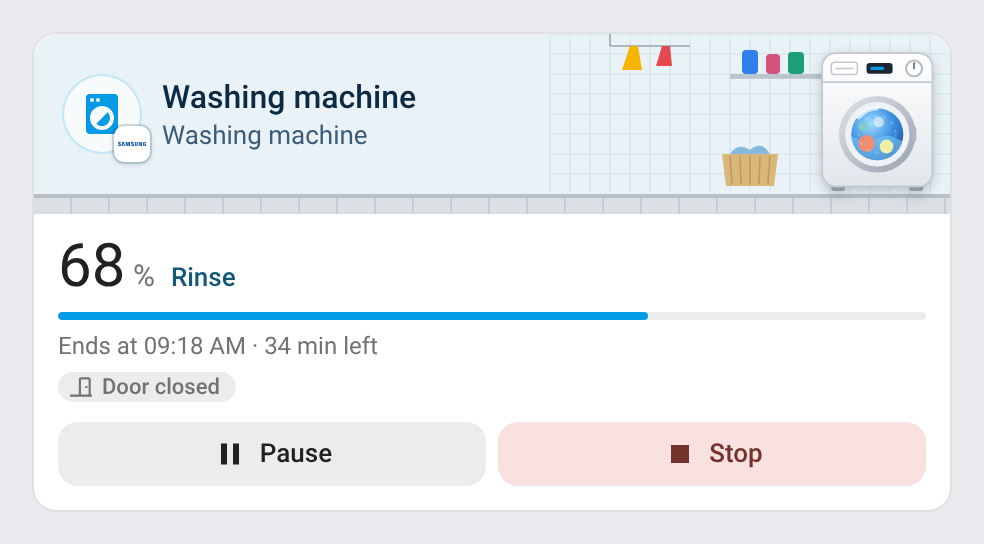 Washing machine
SAMSUNG
Washing machine
68 % Rinse
Ends at 09:18 AM · 34 min left
Door closed
Pause
Stop